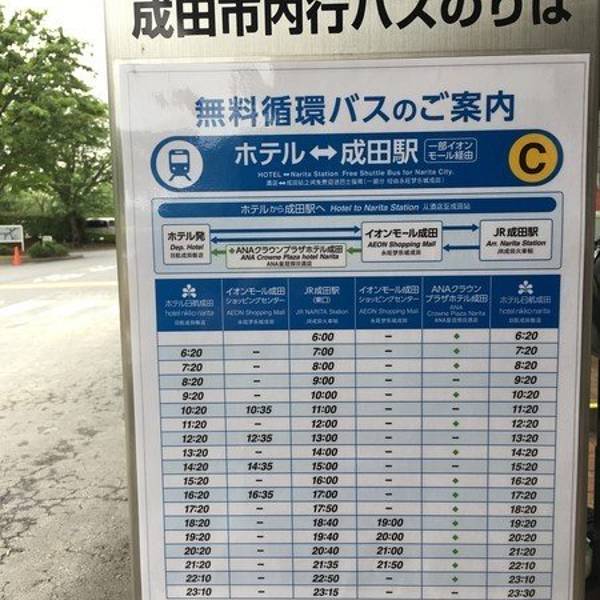 成田市内行バスのりば
無料循環バスのご案内
ホテル↔成田駅 一部イオンモール経由 C
HOTEL ↔ Narita Station Free Shuttle Bus for Narita City.
ホテルから成田駅へ Hotel to Narita Station 从酒店至成田站
ホテル発 イオンモール成田 JR成田駅
Dep. Hotel AEON Shopping Mall Arr. Narita Station
ANAクラウンプラザホテル成田
ANA Crowne Plaza hotel Narita
ホテル日航成田 イオンモール成田 JR成田駅 イオンモール成田 ANAクラウン ホテル日航成田
ショッピングセンター (東口) ショッピングセンター プラザホテル成田
hotel nikko narita AEON Shopping Mall JR NARITA Station AEON Shopping Mall ANA Crowne Plaza Narita hotel nikko narita
6:00 – ◆ 6:20
6:20 – 7:00 – ◆ 7:20
7:20 – 8:00 – ◆ 8:20
8:20 – 9:00 – – 9:20
9:20 – 10:00 – ◆ 10:20
10:20 10:35 11:00 – – 11:20
11:20 – 12:00 – ◆ 12:20
12:20 12:35 13:00 – – 13:20
13:20 – 14:00 – ◆ 14:20
14:20 14:35 15:00 – – 15:20
15:20 – 16:00 – ◆ 16:20
16:20 16:35 17:00 – ◆ 17:20
17:20 – 17:50 – ◆ 18:20
18:20 – 18:40 19:00 ◆ 19:20
19:20 – 19:40 20:00 ◆ 20:20
20:20 – 20:40 21:00 ◆ 21:20
21:20 – 21:35 21:50 ◆ 22:10
22:10 – 22:50 – ◆ 23:10
23:10 – 23:15 – – 23:30